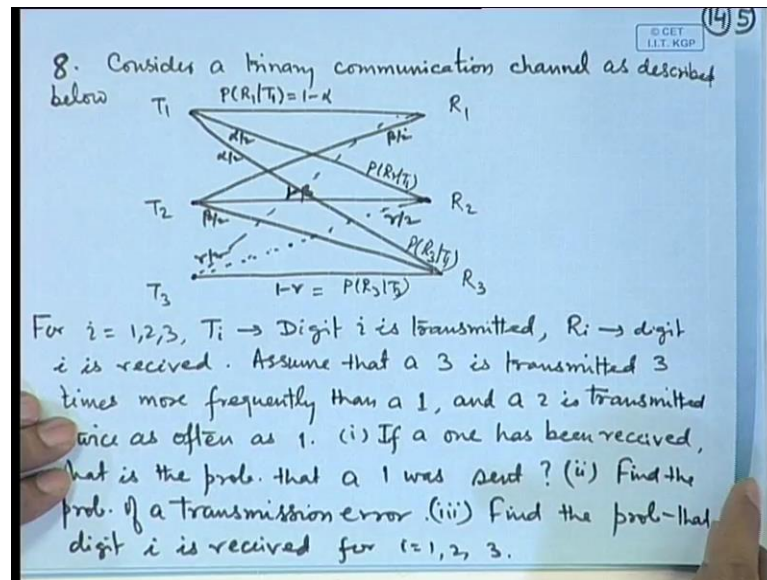 14 5
© CET
I.I.T. KGP
8. Consider a binary communication channel as described
below
T1 P(R1/T1) = 1-α R1
α/2 β/2
α/2
P(R2/T1)
T2 1-β R2
β/2 γ/2
γ/2 P(R3/T1)
T3 1-γ = P(R3/T3) R3
For i = 1,2,3, Ti → Digit i is transmitted, Ri → digit
i is recived. Assume that a 3 is transmitted 3
times more frequently than a 1, and a 2 is transmitted
twice as often as 1. (i) If a one has been received,
what is the prob. that a 1 was sent? (ii) Find the
prob. of a transmission error. (iii) Find the prob-that
digit i is received for i=1, 2, 3.